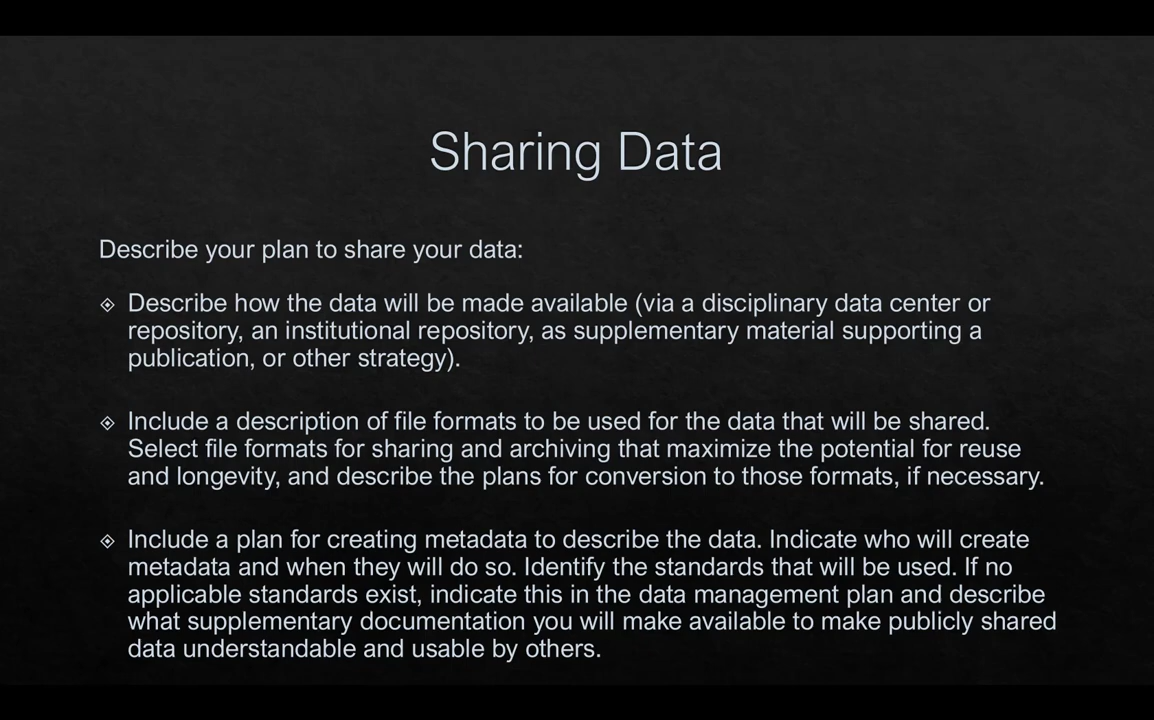 Sharing Data
Describe your plan to share your data:
Describe how the data will be made available (via a disciplinary data center or
repository, an institutional repository, as supplementary material supporting a
publication, or other strategy).
Include a description of file formats to be used for the data that will be shared.
Select file formats for sharing and archiving that maximize the potential for reuse
and longevity, and describe the plans for conversion to those formats, if necessary.
Include a plan for creating metadata to describe the data. Indicate who will create
metadata and when they will do so. Identify the standards that will be used. If no
applicable standards exist, indicate this in the data management plan and describe
what supplementary documentation you will make available to make publicly shared
data understandable and usable by others.